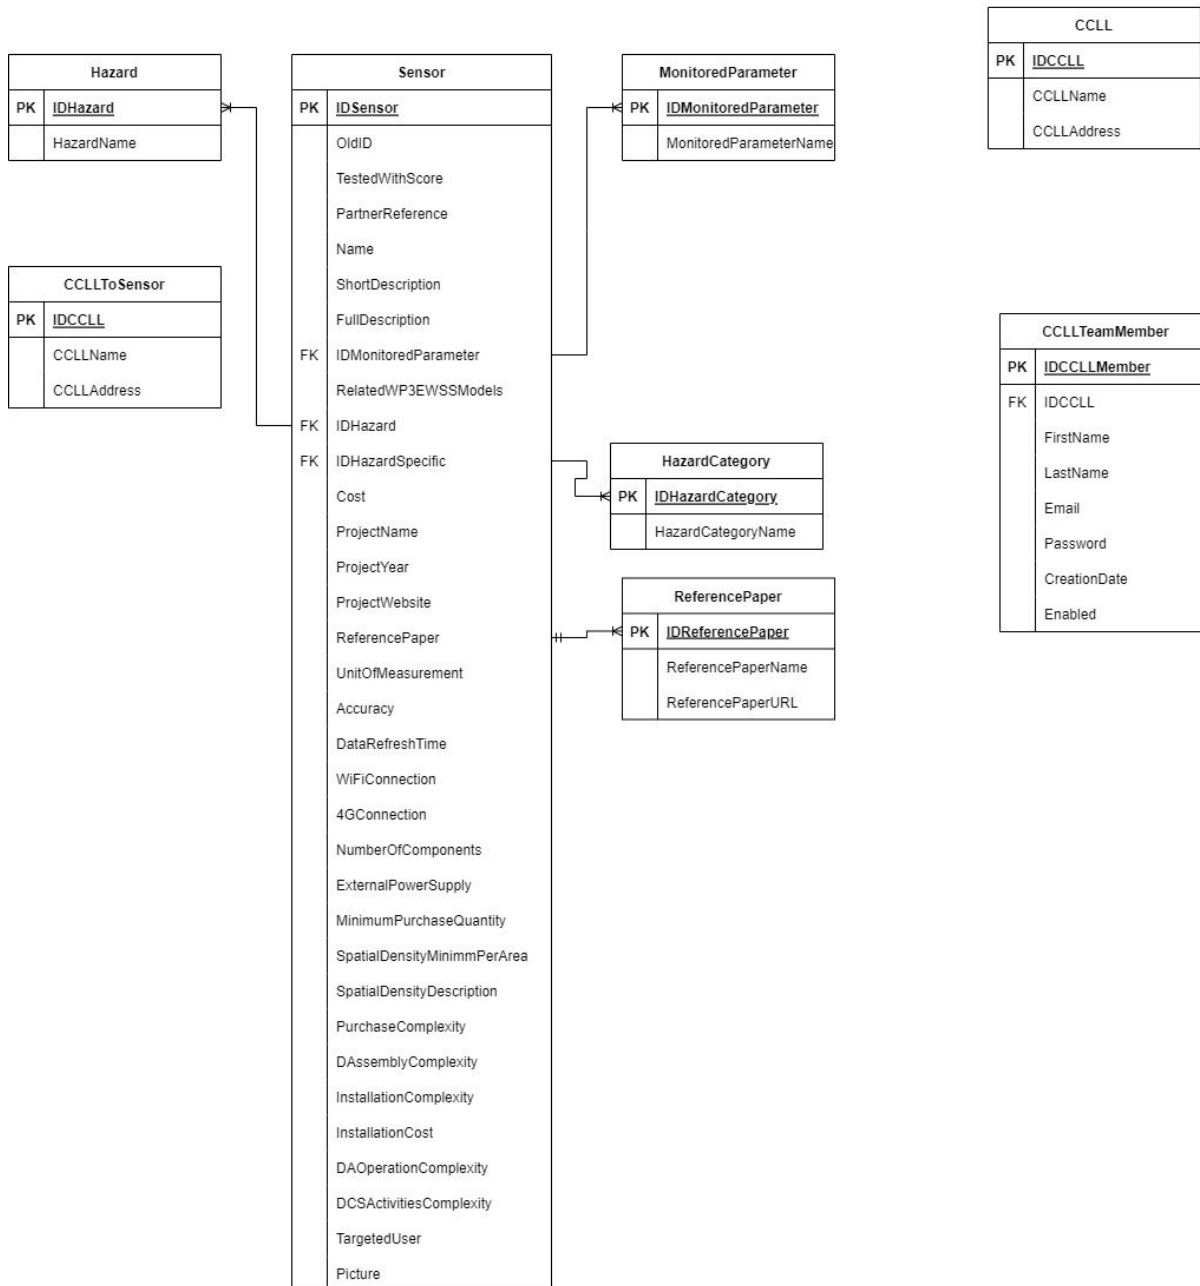 Hazard
PK IDHazard
HazardName
CCLLToSensor
PK IDCCLL
CCLLName
CCLLAddress
Sensor
PK IDSensor
OldID
TestedWithScore
PartnerReference
Name
ShortDescription
FullDescription
FK IDMonitoredParameter
RelatedWP3EWSSModels
FK IDHazard
FK IDHazardSpecific
Cost
ProjectName
ProjectYear
ProjectWebsite
ReferencePaper
UnitOfMeasurement
Accuracy
DataRefreshTime
WiFiConnection
4GConnection
NumberOfComponents
ExternalPowerSupply
MinimumPurchaseQuantity
SpatialDensityMinimmPerArea
SpatialDensityDescription
PurchaseComplexity
DAssemblyComplexity
InstallationComplexity
InstallationCost
DAOperationComplexity
DCSActivitiesComplexity
TargetedUser
Picture
MonitoredParameter
PK IDMonitoredParameter
MonitoredParameterName
HazardCategory
PK IDHazardCategory
HazardCategoryName
ReferencePaper
PK IDReferencePaper
ReferencePaperName
ReferencePaperURL
CCLL
PK IDCCLL
CCLLName
CCLLAddress
CCLLTeamMember
PK IDCCLLMember
FK IDCCLL
FirstName
LastName
Email
Password
CreationDate
Enabled